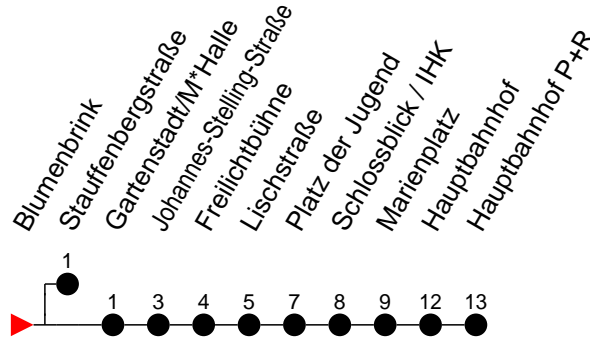 Blumenbrink
Stauffenbergstraße
Gartenstadt/M*Halle
Johannes-Stelling-Straße
Freilichtbühne
Lischstraße
Platz der Jugend
Schlossblick / IHK
Marienplatz
Hauptbahnhof
Hauptbahnhof P+R
1
1 3 4 5 7 8 9 12 13